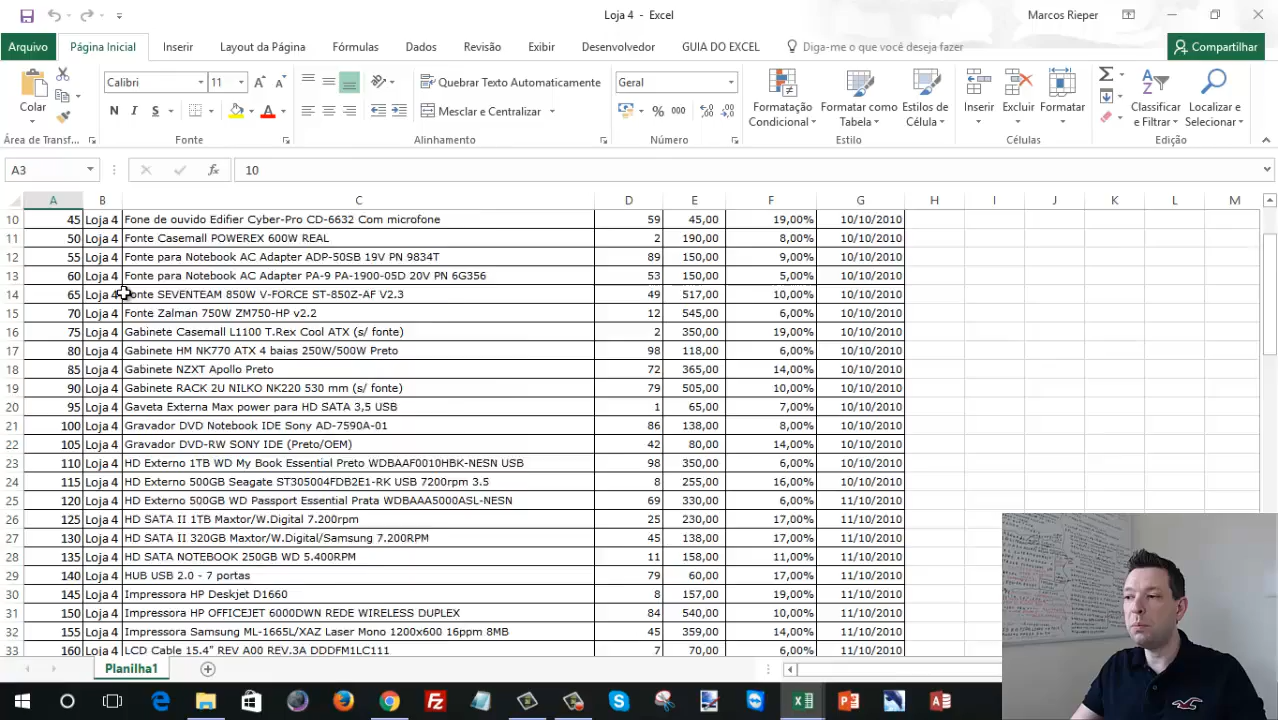 Loja 4 - Excel
Marcos Rieper
Arquivo Página Inicial Inserir Layout da Página Fórmulas Dados Revisão Exibir Desenvolvedor GUIA DO EXCEL Diga-me o que você deseja fazer Compartilhar
Colar
Calibri 11
N I S
Quebrar Texto Automaticamente
Mesclar e Centralizar
Geral
% 000
Formatação Condicional
Formatar como Tabela
Estilos de Célula
Inserir Excluir Formatar
Classificar e Filtrar
Localizar e Selecionar
Área de Transf... Fonte Alinhamento Número Estilo Células Edição
A3 fx 10
A B C D E F G H I J K L M
10 45 Loja 4 Fone de ouvido Edifier Cyber-Pro CD-6632 Com microfone 59 45,00 19,00% 10/10/2010
11 50 Loja 4 Fonte Casemall POWEREX 600W REAL 2 190,00 8,00% 10/10/2010
12 55 Loja 4 Fonte para Notebook AC Adapter ADP-50SB 19V PN 9834T 89 150,00 9,00% 10/10/2010
13 60 Loja 4 Fonte para Notebook AC Adapter PA-9 PA-1900-05D 20V PN 6G356 53 150,00 5,00% 10/10/2010
14 65 Loja 4 Fonte SEVENTEAM 850W V-FORCE ST-850Z-AF V2.3 49 517,00 10,00% 10/10/2010
15 70 Loja 4 Fonte Zalman 750W ZM750-HP v2.2 12 545,00 6,00% 10/10/2010
16 75 Loja 4 Gabinete Casemall L1100 T.Rex Cool ATX (s/ fonte) 2 350,00 19,00% 10/10/2010
17 80 Loja 4 Gabinete HM NK770 ATX 4 baias 250W/500W Preto 98 118,00 6,00% 10/10/2010
18 85 Loja 4 Gabinete NZXT Apollo Preto 72 365,00 14,00% 10/10/2010
19 90 Loja 4 Gabinete RACK 2U NILKO NK220 530 mm (s/ fonte) 79 505,00 10,00% 10/10/2010
20 95 Loja 4 Gaveta Externa Max power para HD SATA 3,5 USB 1 65,00 7,00% 10/10/2010
21 100 Loja 4 Gravador DVD Notebook IDE Sony AD-7590A-01 86 138,00 8,00% 10/10/2010
22 105 Loja 4 Gravador DVD-RW SONY IDE (Preto/OEM) 42 80,00 14,00% 10/10/2010
23 110 Loja 4 HD Externo 1TB WD My Book Essential Preto WDBAAF0010HBK-NESN USB 98 350,00 6,00% 10/10/2010
24 115 Loja 4 HD Externo 500GB Seagate ST305004FDB2E1-RK USB 7200rpm 3.5 8 255,00 16,00% 10/10/2010
25 120 Loja 4 HD Externo 500GB WD Passport Essential Prata WDBAAA5000ASL-NESN 69 330,00 6,00% 11/10/2010
26 125 Loja 4 HD SATA II 1TB Maxtor/W.Digital 7.200rpm 25 230,00 17,00% 11/10/2010
27 130 Loja 4 HD SATA II 320GB Maxtor/W.Digital/Samsung 7.200RPM 45 138,00 17,00% 11/10/2010
28 135 Loja 4 HD SATA NOTEBOOK 250GB WD 5.400RPM 11 158,00 11,00% 11/10/2010
29 140 Loja 4 HUB USB 2.0 - 7 portas 79 60,00 17,00% 11/10/2010
30 145 Loja 4 Impressora HP Deskjet D1660 8 157,00 19,00% 11/10/2010
31 150 Loja 4 Impressora HP OFFICEJET 6000DWN REDE WIRELESS DUPLEX 84 540,00 10,00% 11/10/2010
32 155 Loja 4 Impressora Samsung ML-1665L/XAZ Laser Mono 1200x600 16ppm 8MB 45 359,00 14,00% 11/10/2010
33 160 Loja 4 LCD Cable 15.4" REV A00 REV.3A DDDFM1LC111 7 70,00 6,00% 11/10/2010
Planilha1